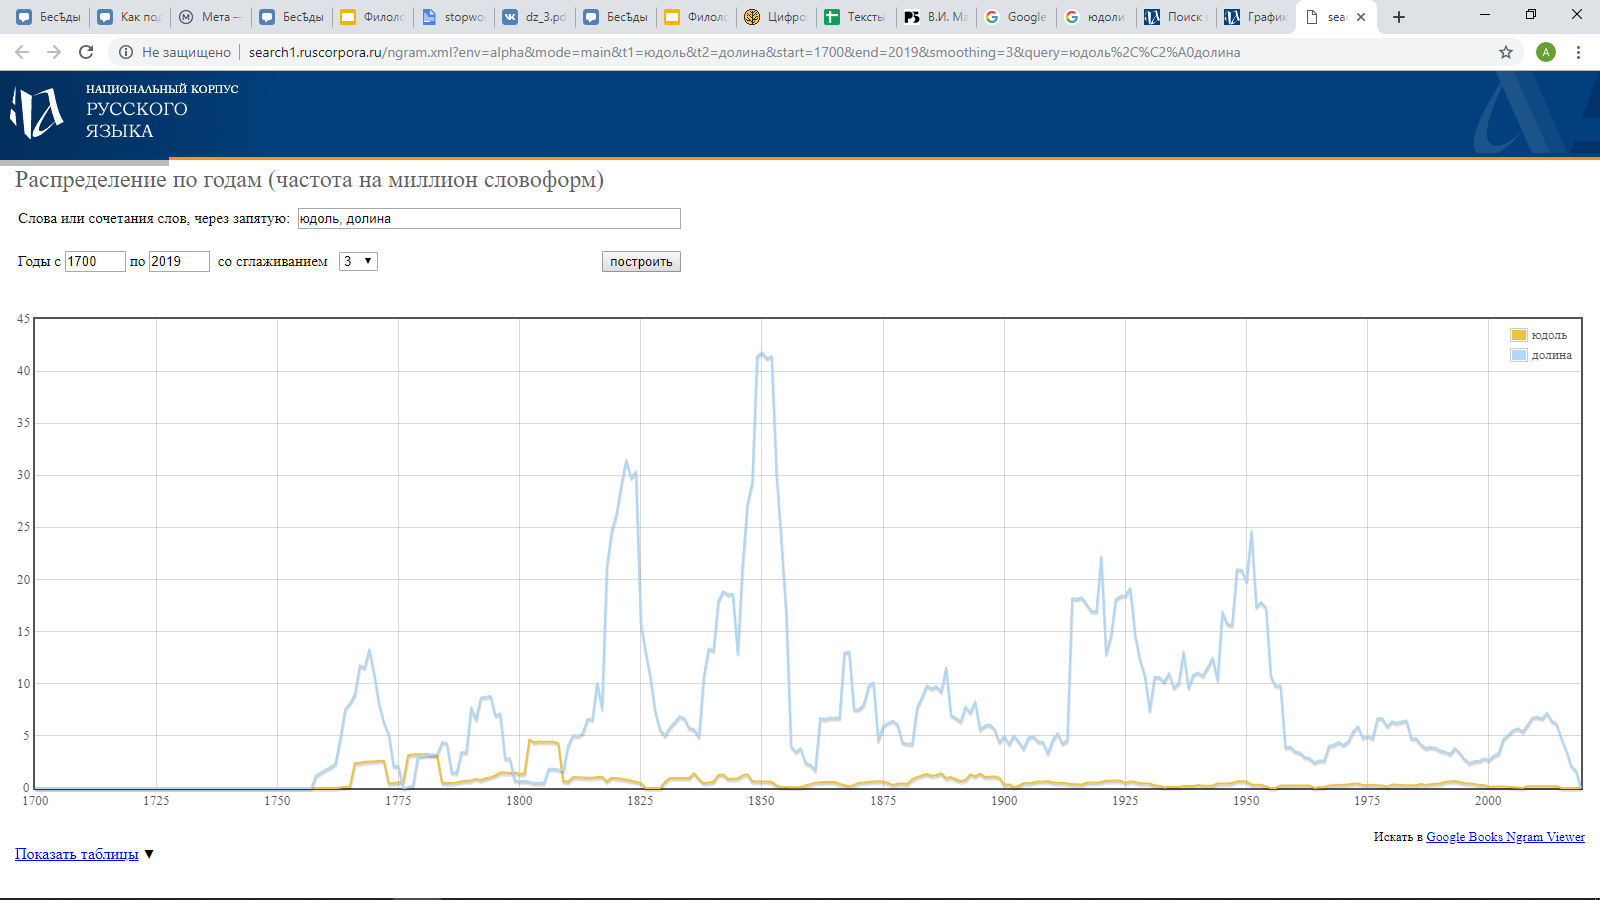 Бесѣды
Как под
Мета —
Бесѣды
Филоло
stopwo
dz_3.pd
Бесѣды
Филоло
Цифро
Тексты
В.И. Ма
Google
юдоли
Поиск
График
sear
Не защищено
search1.ruscorpora.ru/ngram.xml?env=alpha&mode=main&t1=юдоль&t2=долина&start=1700&end=2019&smoothing=3&query=юдоль%2C%C2%A0долина
A
НАЦИОНАЛЬНЫЙ КОРПУС
РУССКОГО
ЯЗЫКА
Распределение по годам (частота на миллион словоформ)
Слова или сочетания слов, через запятую: юдоль, долина
Годы с 1700 по 2019 со сглаживанием 3 построить
45
40
35
30
25
20
15
10
5
0
юдоль
долина
1700 1725 1750 1775 1800 1825 1850 1875 1900 1925 1950 1975 2000
Искать в Google Books Ngram Viewer
Показать таблицы ▼